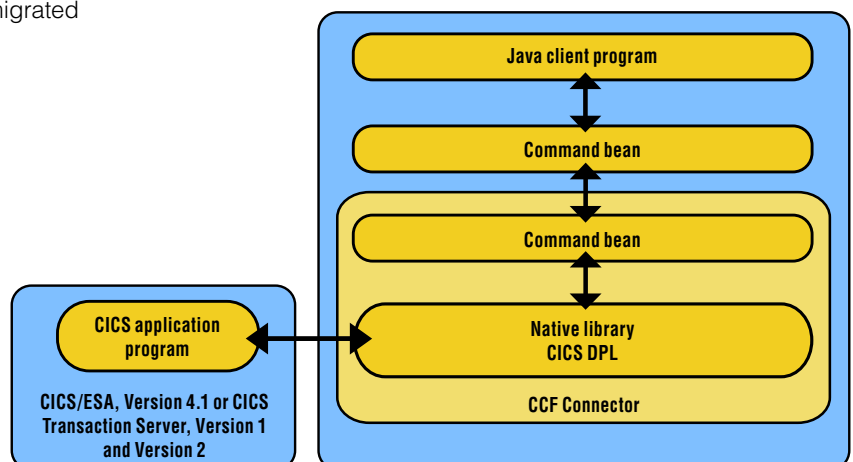 Java client program
Command bean
Command bean
Native library
CICS DPL
CCF Connector
CICS application
program
CICS/ESA, Version 4.1 or CICS
Transaction Server, Version 1
and Version 2